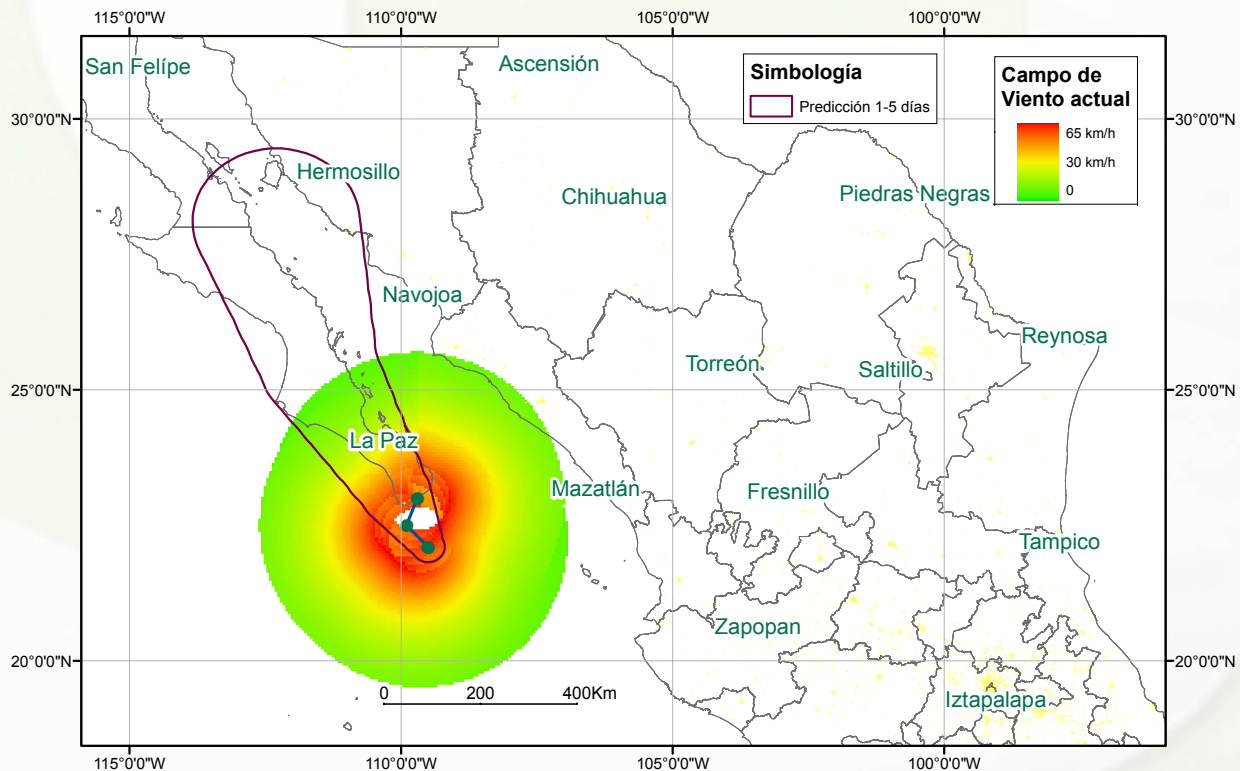 115°0'0"W 110°0'0"W 105°0'0"W 100°0'0"W
San Felípe
Ascensión
Simbología
Predicción 1-5 días
Campo de
Viento actual
65 km/h
30 km/h
0
30°0'0"N 30°0'0"N
Hermosillo
Chihuahua
Piedras Negras
Navojoa
Reynosa
Torreón
Saltillo
25°0'0"N 25°0'0"N
La Paz
Mazatlán
Fresnillo
Tampico
Zapopan
20°0'0"N 20°0'0"N
0 200 400Km
Iztapalapa
115°0'0"W 110°0'0"W 105°0'0"W 100°0'0"W